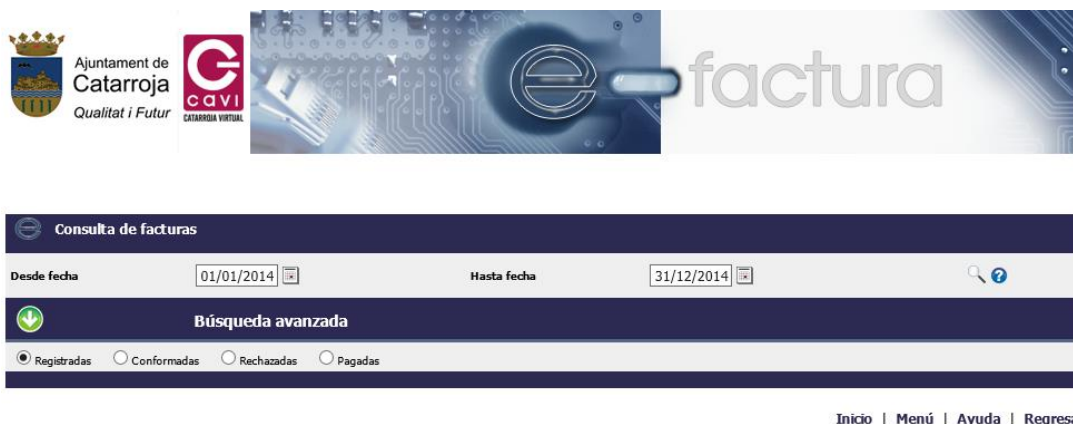 Ajuntament de
Catarroja
Qualitat i Futur
cavi
CATARROJA VIRTUAL
e-factura
Consulta de facturas
Desde fecha 01/01/2014 Hasta fecha 31/12/2014
Búsqueda avanzada
Registradas Conformadas Rechazadas Pagadas
Inicio | Menú | Ayuda | Regresa